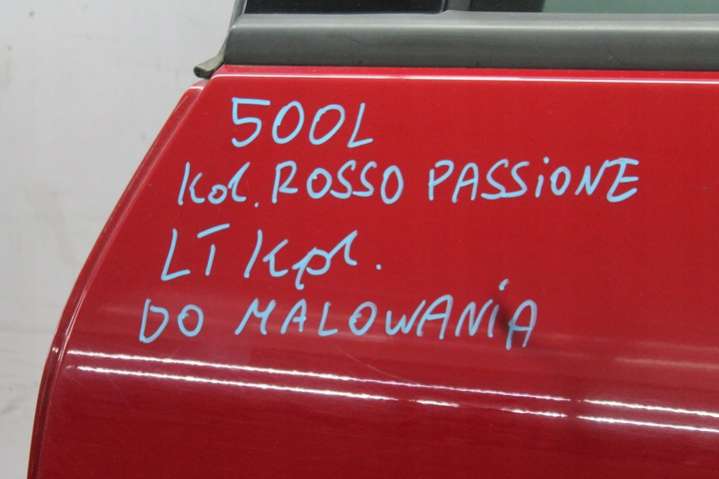 500L
Kol. ROSSO PASSiONE
LT Kpl.
DO MALOWANiA